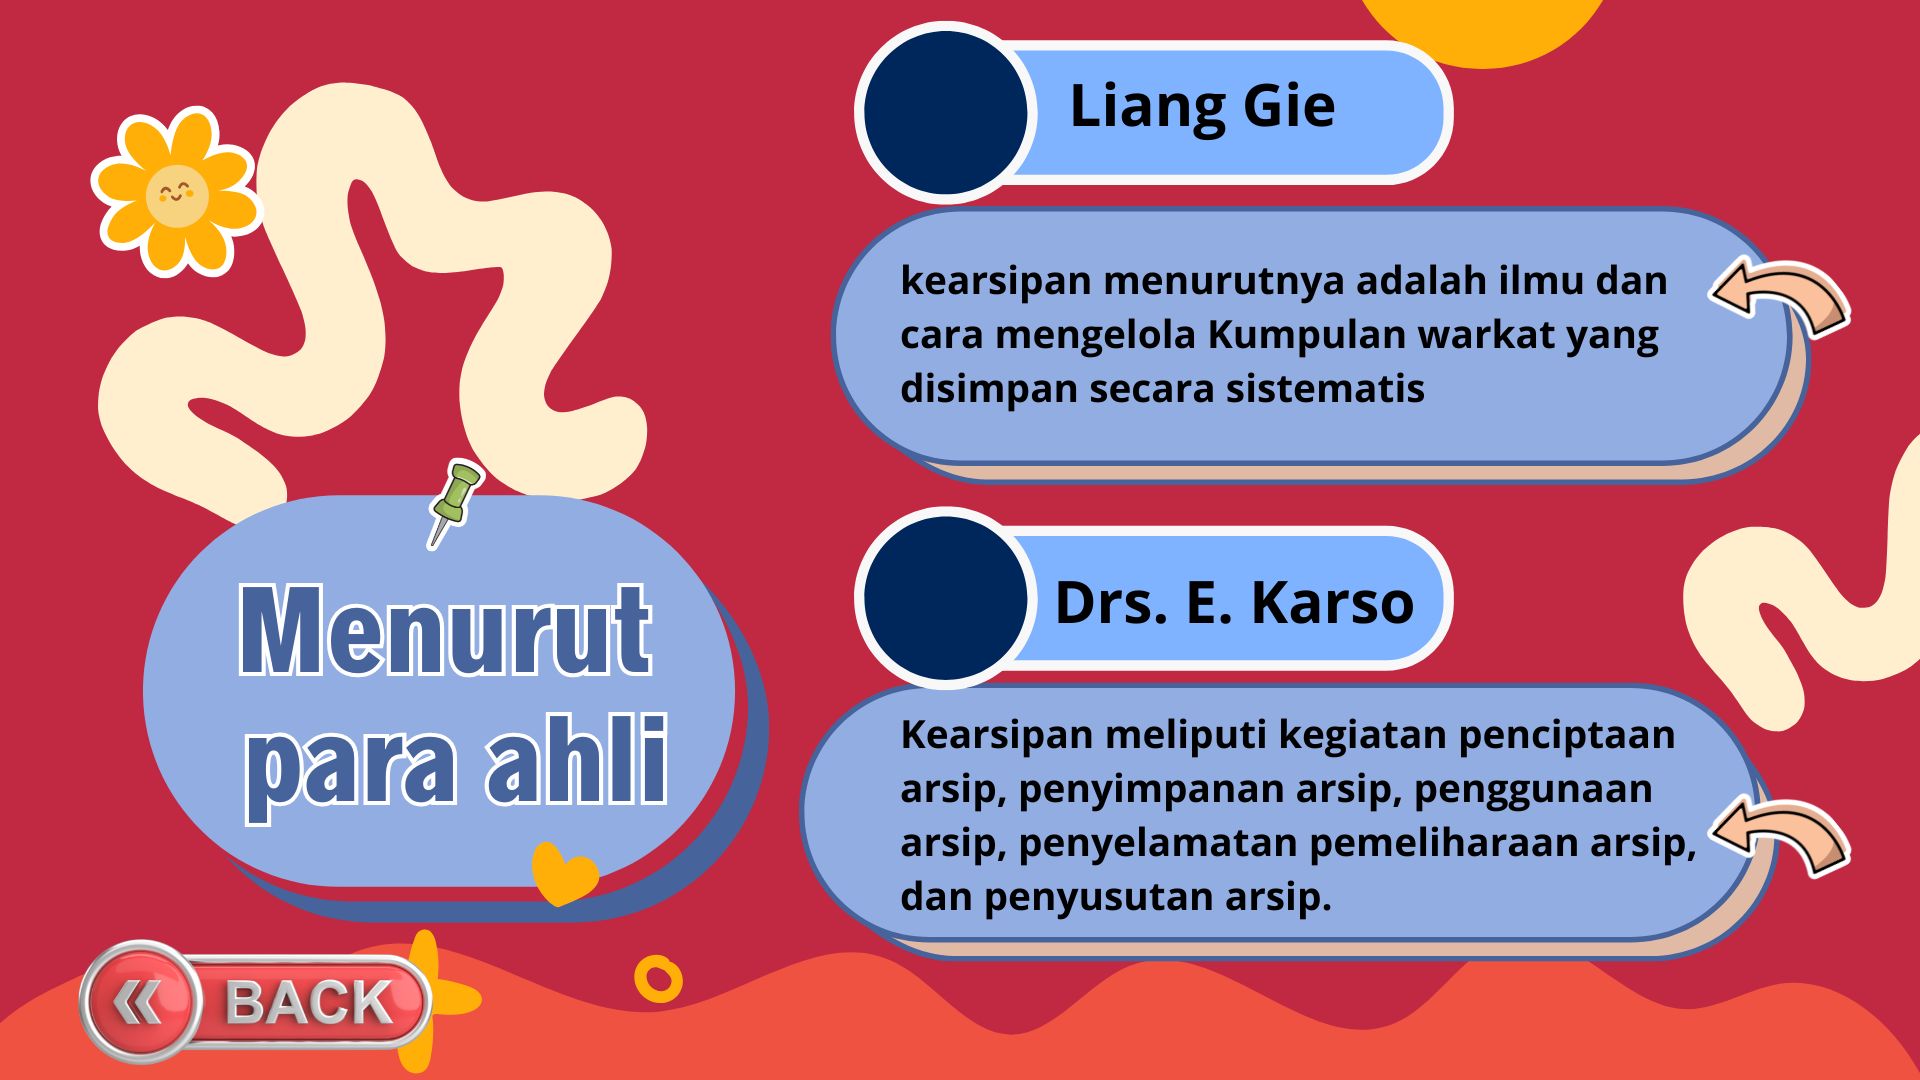 Menurut
para ahli
Liang Gie
kearsipan menurutnya adalah ilmu dan
cara mengelola Kumpulan warkat yang
disimpan secara sistematis
Drs. E. Karso
Kearsipan meliputi kegiatan penciptaan
arsip, penyimpanan arsip, penggunaan
arsip, penyelamatan pemeliharaan arsip,
dan penyusutan arsip.
BACK